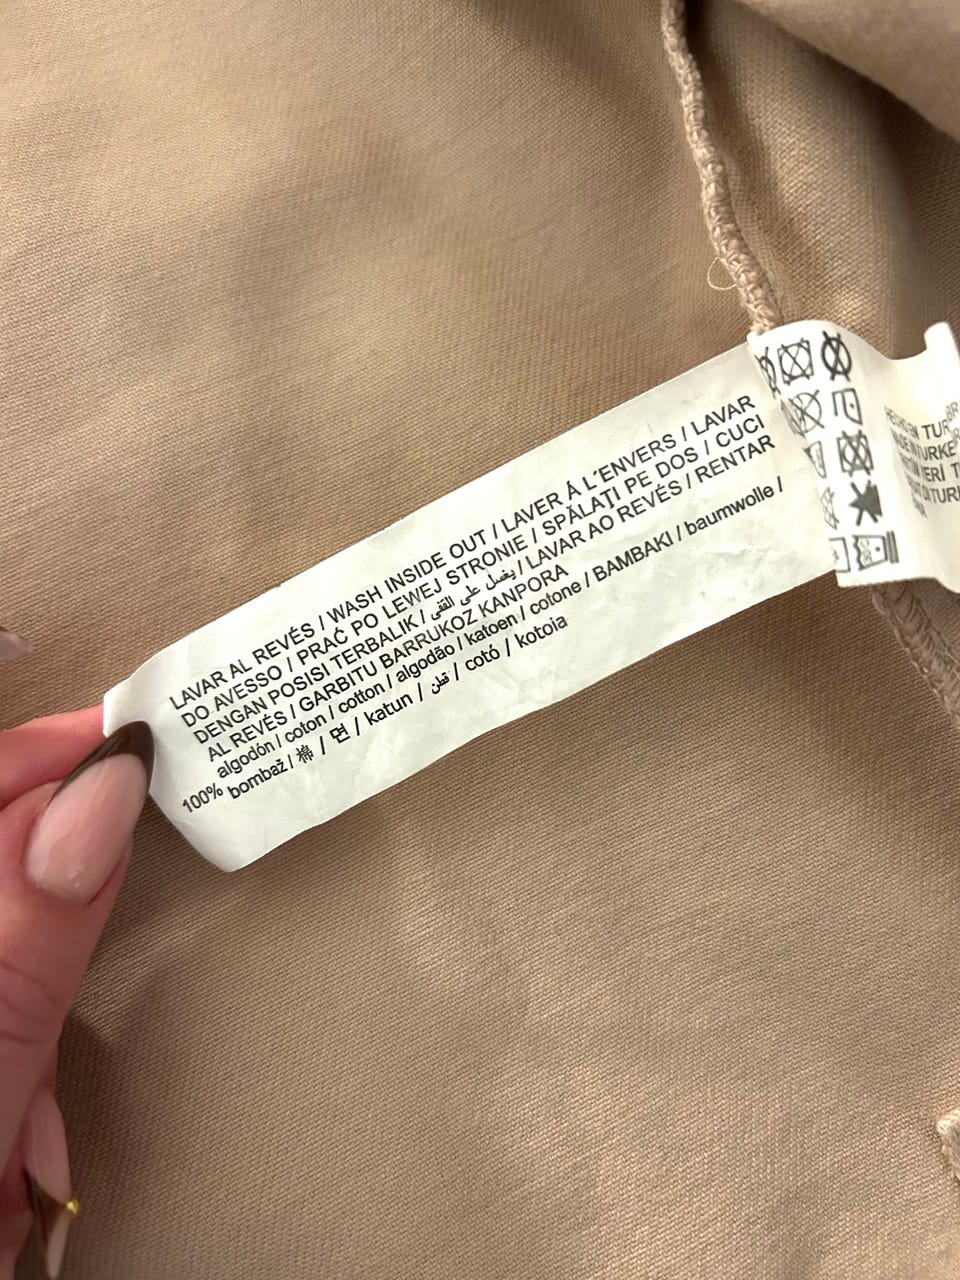 LAVAR AL REVÉS / WASH INSIDE OUT / LAVER À L´ENVERS / LAVAR
DO AVESSO / PRAĆ PO LEWEJ STRONIE / SPĂLAȚI PE DOS / CUCI
DENGAN POSISI TERBALIK / يغسل على القفى / LAVAR AO REVÉS / RENTAR
AL REVÉS / GARBITU BARRUKOZ KANPORA
100% algodón / coton / cotton / algodão / katoen / cotone / BAMBAKI / baumwolle /
bombaž / 棉 / 면 / katun / قطن / cotó / kotoia